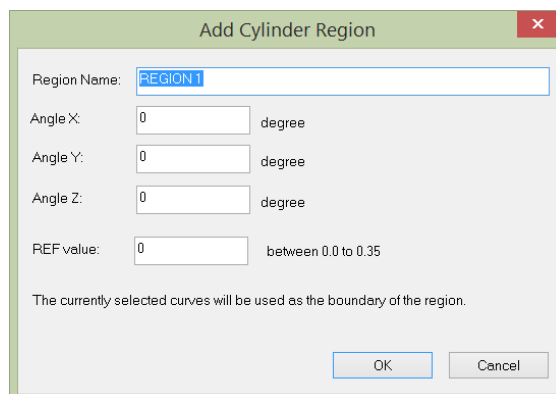 Add Cylinder Region
x
Region Name: REGION 1
Angle X: 0 degree
Angle Y: 0 degree
Angle Z: 0 degree
REF value: 0 between 0.0 to 0.35
The currently selected curves will be used as the boundary of the region.
OK Cancel